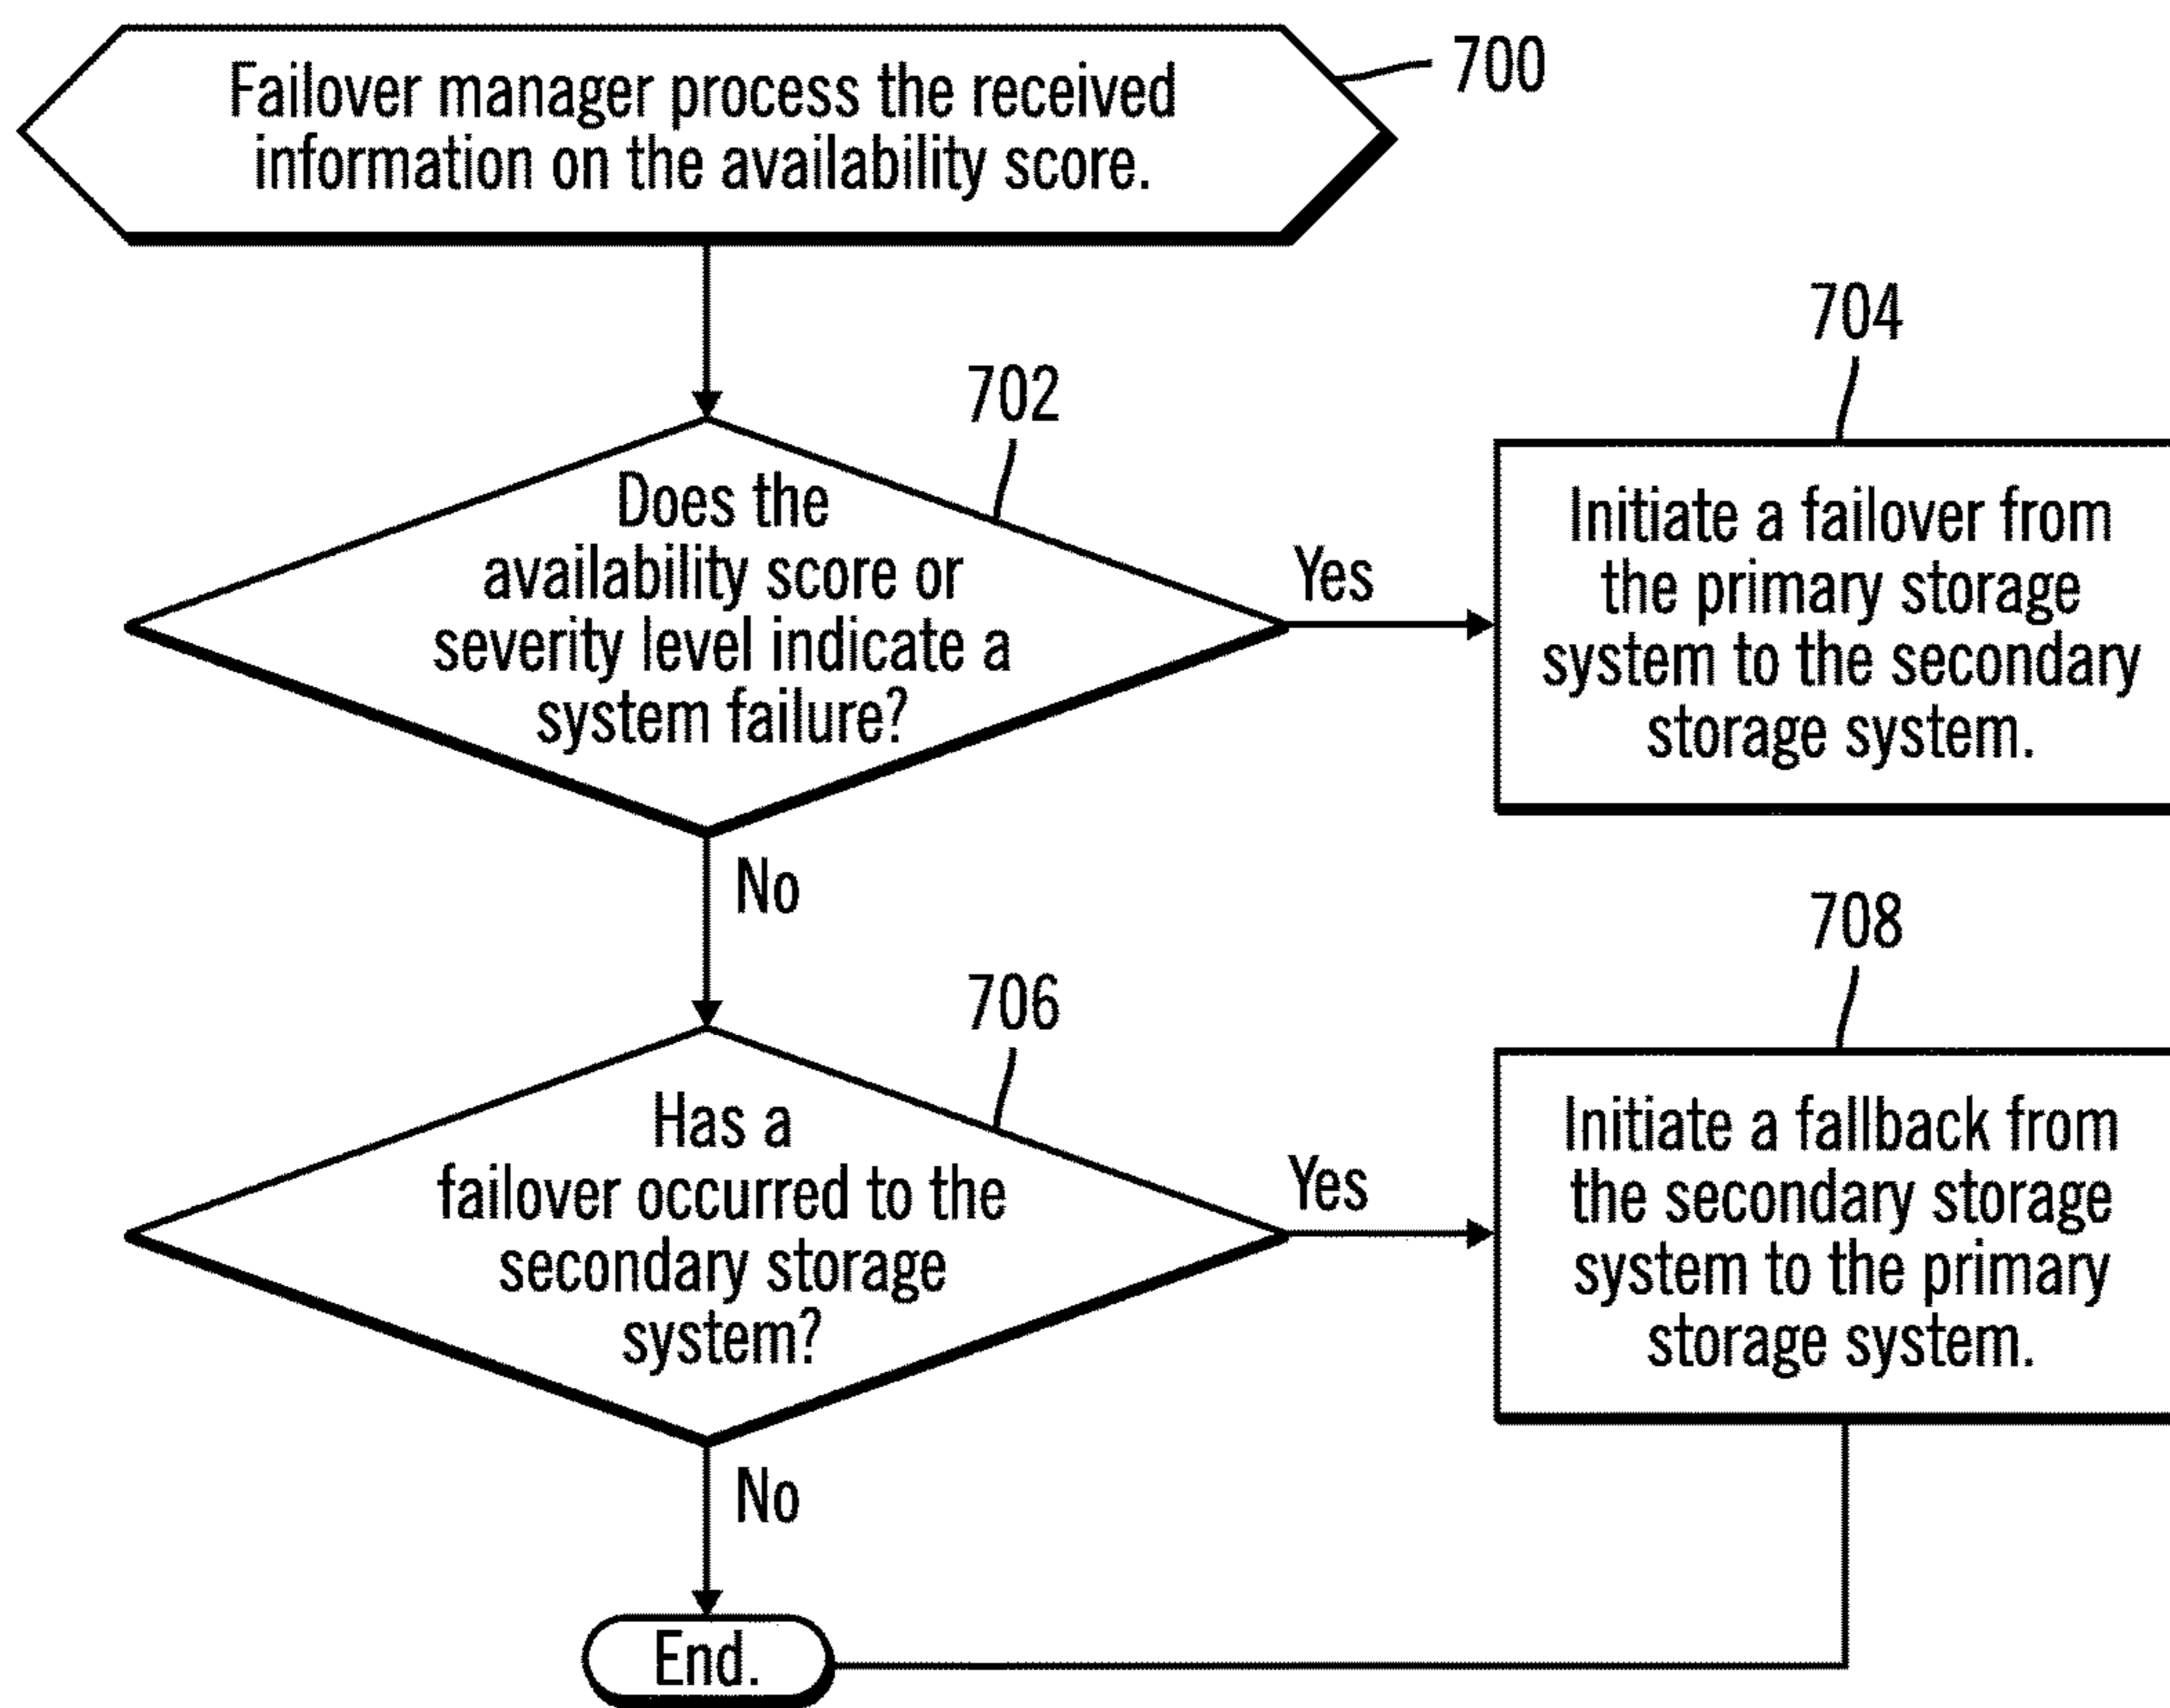 Failover manager process the received
information on the availability score.
700
702
Does the
availability score or
severity level indicate a
system failure?
Yes
704
Initiate a failover from
the primary storage
system to the secondary
storage system.
No
706
Has a
failover occurred to the
secondary storage
system?
Yes
708
Initiate a fallback from
the secondary storage
system to the primary
storage system.
No
End.